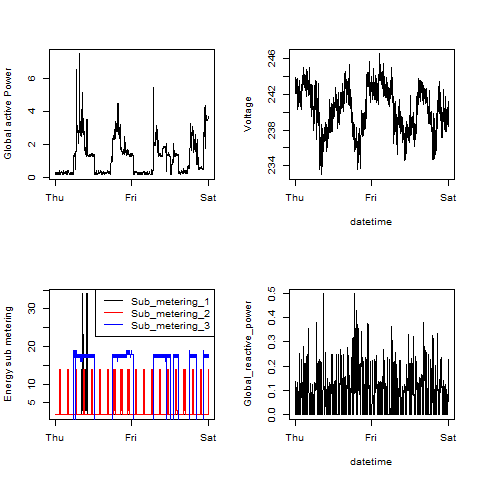 Global active Power
0 2 4 6
Thu Fri Sat
Voltage
234 238 242 246
Thu Fri Sat
datetime
Energy sub metering
5 10 20 30
Sub_metering_1
Sub_metering_2
Sub_metering_3
Thu Fri Sat
Global_reactive_power
0.0 0.1 0.2 0.3 0.4 0.5
Thu Fri Sat
datetime